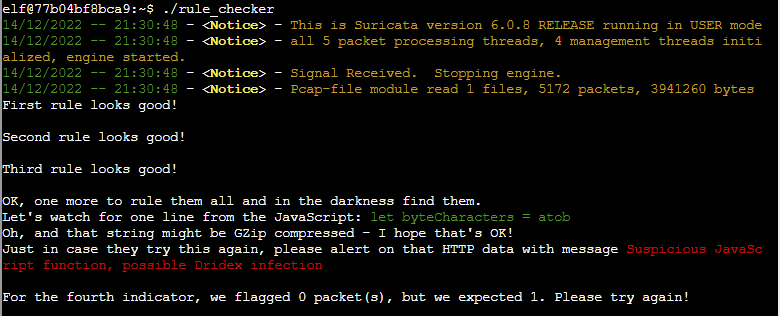 elf@77b04bf8bca9:~$ ./rule_checker
14/12/2022 -- 21:30:48 - <Notice> - This is Suricata version 6.0.8 RELEASE running in USER mode
14/12/2022 -- 21:30:48 - <Notice> - all 5 packet processing threads, 4 management threads initi
alized, engine started.
14/12/2022 -- 21:30:48 - <Notice> - Signal Received.  Stopping engine.
14/12/2022 -- 21:30:48 - <Notice> - Pcap-file module read 1 files, 5172 packets, 3941260 bytes
First rule looks good!
Second rule looks good!
Third rule looks good!
OK, one more to rule them all and in the darkness find them.
Let's watch for one line from the JavaScript: let byteCharacters = atob
Oh, and that string might be GZip compressed - I hope that's OK!
Just in case they try this again, please alert on that HTTP data with message Suspicious JavaSc
ript function, possible Dridex infection
For the fourth indicator, we flagged 0 packet(s), but we expected 1. Please try again!